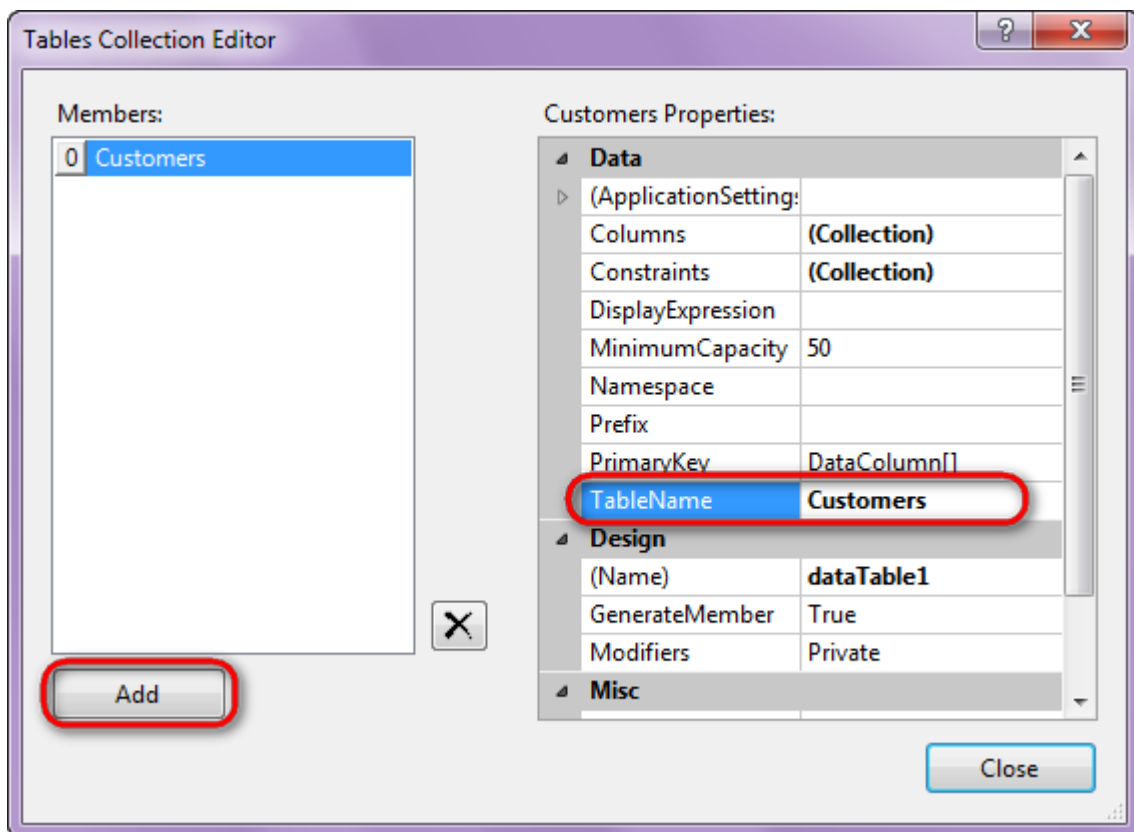 Tables Collection Editor
Members:
0 Customers
Add
Customers Properties:
Data
(ApplicationSettings
Columns (Collection)
Constraints (Collection)
DisplayExpression
MinimumCapacity 50
Namespace
Prefix
PrimaryKey DataColumn[]
TableName Customers
Design
(Name) dataTable1
GenerateMember True
Modifiers Private
Misc
Close